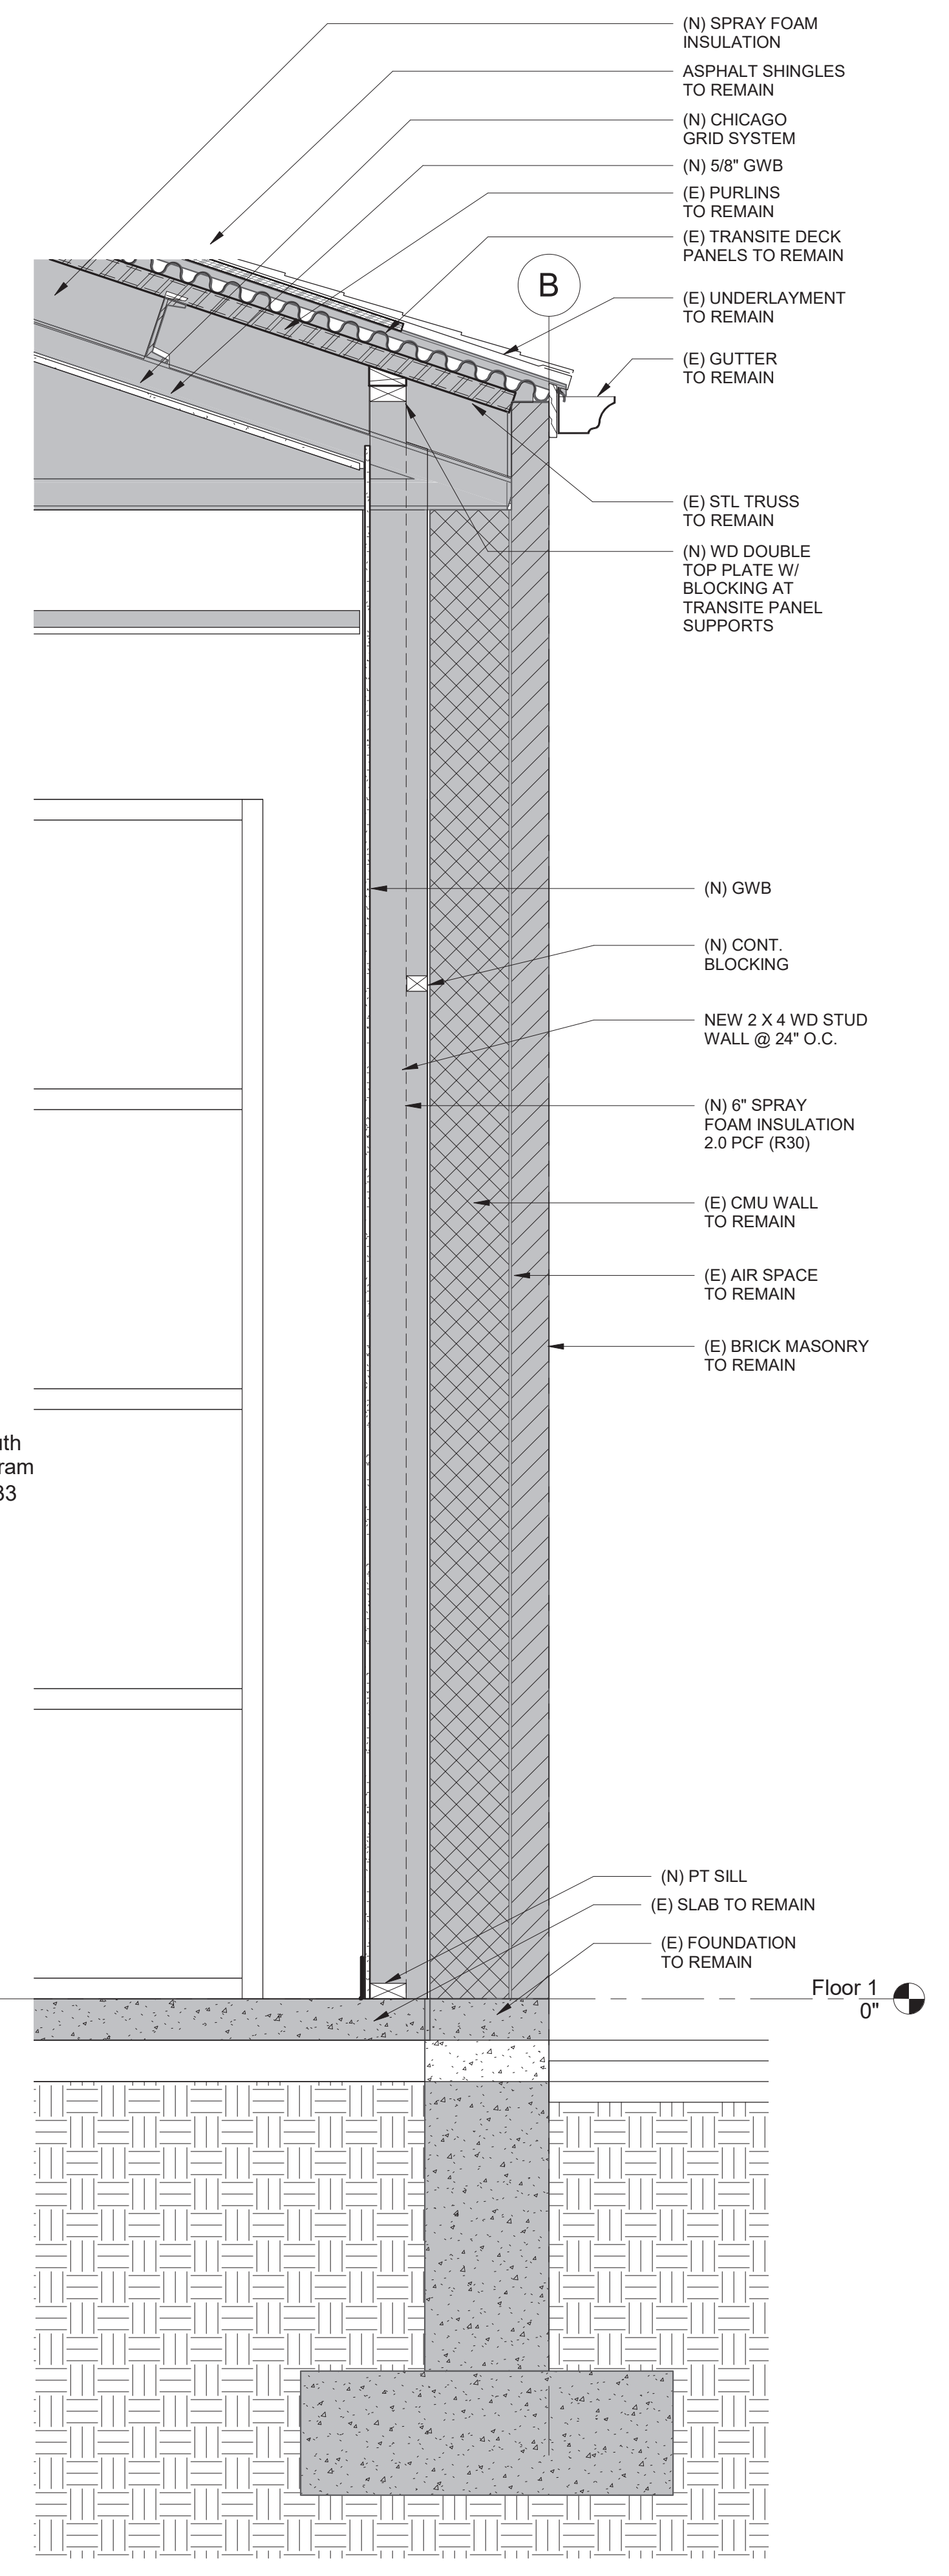 (N) SPRAY FOAM
INSULATION
ASPHALT SHINGLES
TO REMAIN
(N) CHICAGO
GRID SYSTEM
(N) 5/8" GWB
(E) PURLINS
TO REMAIN
(E) TRANSITE DECK
PANELS TO REMAIN
B
(E) UNDERLAYMENT
TO REMAIN
(E) GUTTER
TO REMAIN
(E) STL TRUSS
TO REMAIN
(N) WD DOUBLE
TOP PLATE W/
BLOCKING AT
TRANSITE PANEL
SUPPORTS
(N) GWB
(N) CONT.
BLOCKING
NEW 2 X 4 WD STUD
WALL @ 24" O.C.
(N) 6" SPRAY
FOAM INSULATION
2.0 PCF (R30)
(E) CMU WALL
TO REMAIN
(E) AIR SPACE
TO REMAIN
(E) BRICK MASONRY
TO REMAIN
uth
ram
33
(N) PT SILL
(E) SLAB TO REMAIN
(E) FOUNDATION
TO REMAIN
Floor 1
0"